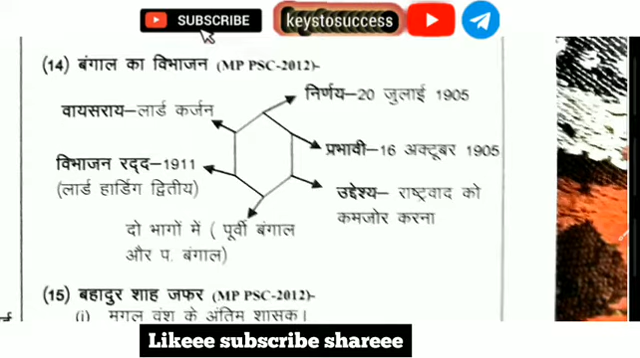 SUBSCRIBE
keystosuccess
(14) बंगाल का विभाजन (MP PSC-2012)-
निर्णय–20 जुलाई 1905
वायसराय–लार्ड कर्जन
प्रभावी–16 अक्टूबर 1905
विभाजन रद्द–1911
(लार्ड हार्डिंग द्वितीय)
उद्देश्य– राष्ट्रवाद को
कमजोर करना
दो भागों में ( पूर्वी बंगाल
और प. बंगाल)
(15) बहादुर शाह जफर (MP PSC-2012)-
(i) मुगल वंश के अंतिम शासक।
Likeee subscribe shareee